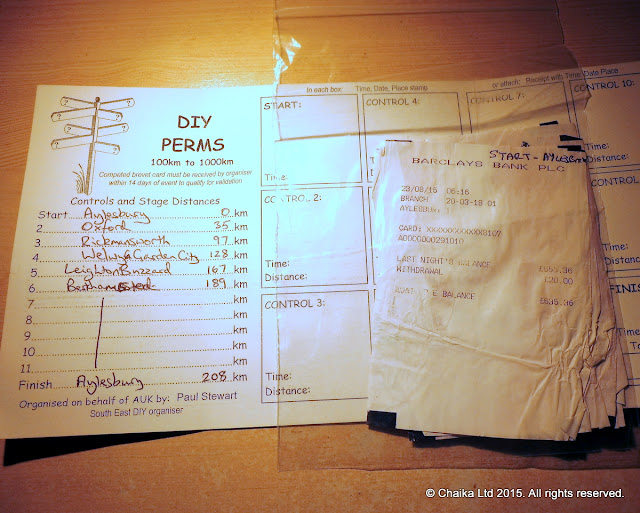 DIY
PERMS
100km to 1000km
Completed brevet card must be received by organiser
within 14 days of event to qualify for validation
Controls and Stage Distances
Start Aylesbury 0 km
2 Oxford 35 km
3 Rickmansworth 97 km
4 Welwyn Garden City 128 km
5 Leighton Buzzard 167 km
6 Berkhamsted 189 km
7 km
8 km
9 km
10 km
11 km
Finish Aylesbury 208 km
Organised on behalf of AUK by: Paul Stewart
South East DIY organiser
In each box: Time, Date, Place stamp
or attach: Receipt with Time, Date Place
START:
Time:
CONTROL 2:
Time:
Distance:
CONTROL 3:
Time:
Distance:
CONTROL 4:
CONTROL 7:
CONTROL 10:
Time:
Distance:
CONTROL
FINIS
START - AYLESB
BARCLAYS BANK PLC
06:16
BRANCH 20-03-18 01
AYLESBURY
CARD: XXXXXXXXXXXX8107
A0000000291010
LAST NIGHT'S BALANCE
WITHDRAWAL £20.00
BALANCE
© Chaika Ltd 2015. All rights reserved.